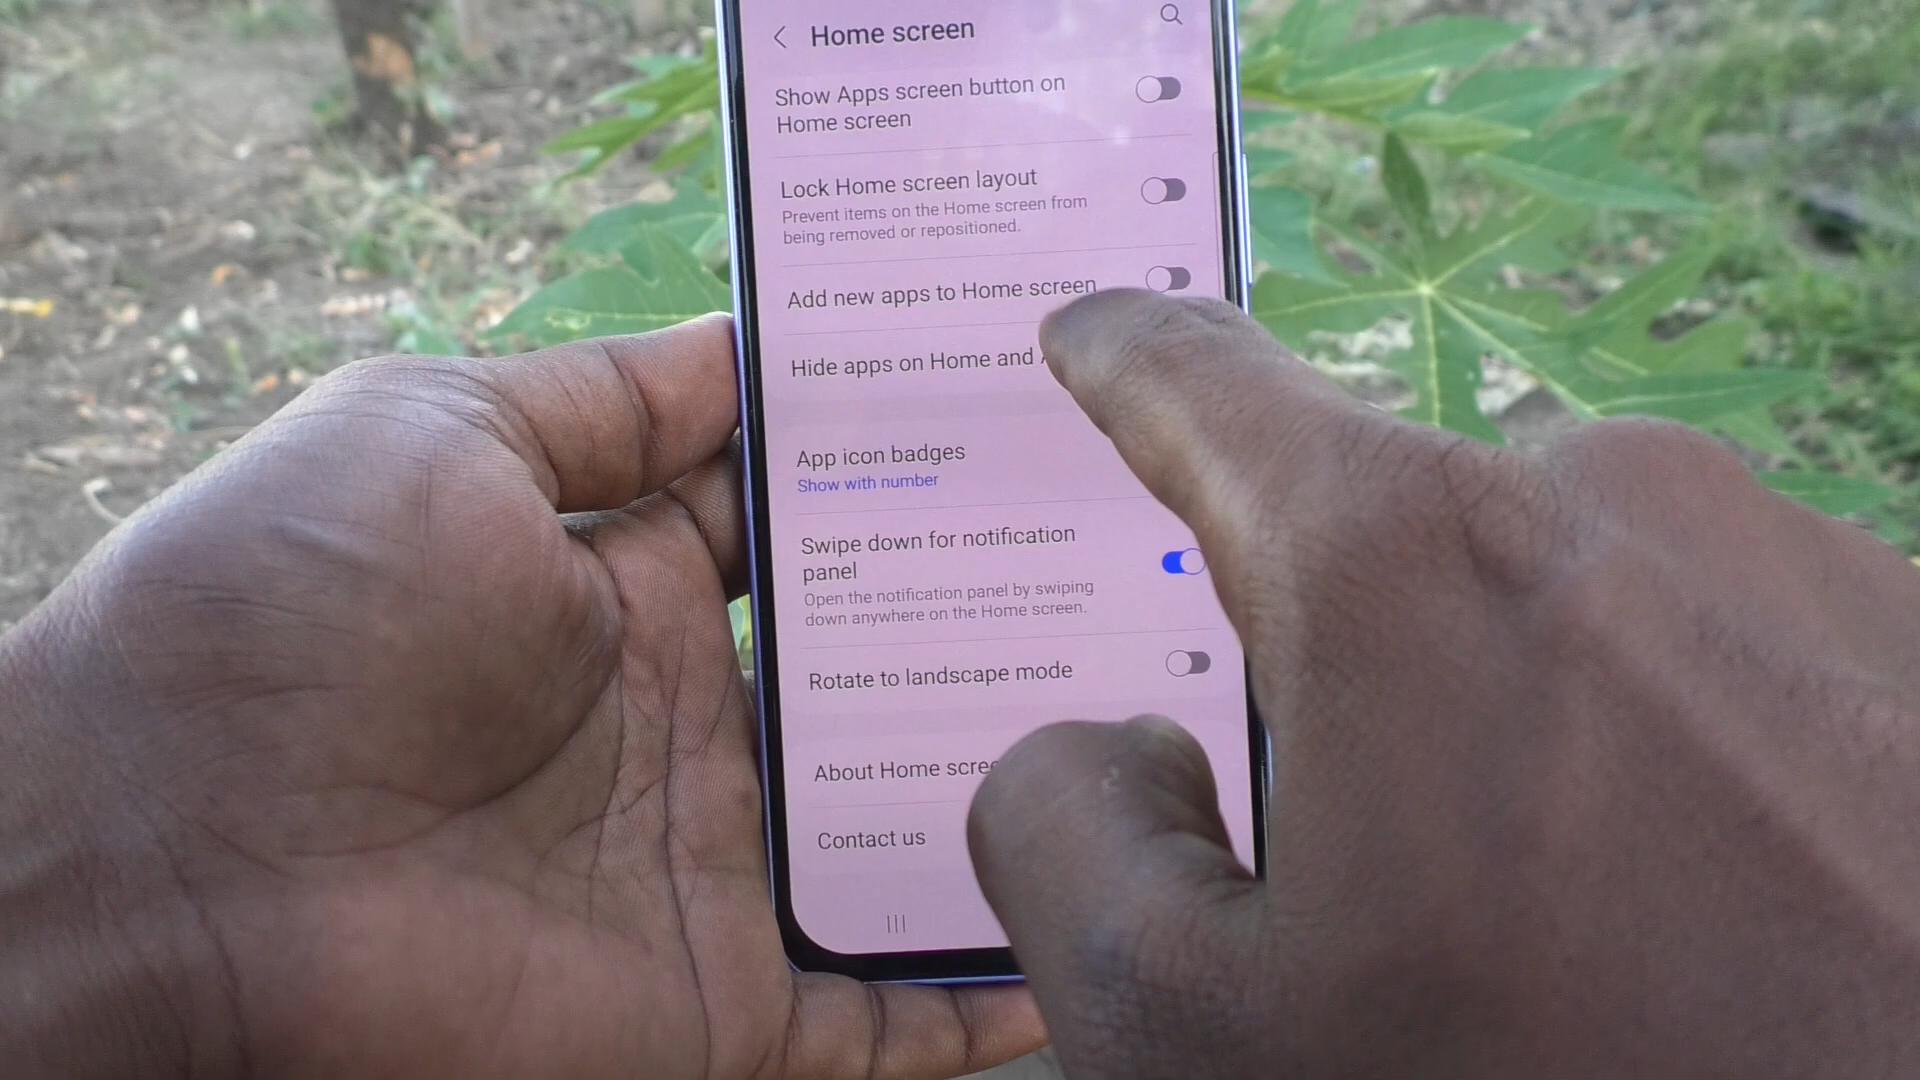 Home screen
Show Apps screen button on
Home screen
Lock Home screen layout
Prevent items on the Home screen from
being removed or repositioned.
Add new apps to Home screen
Hide apps on Home and
App icon badges
Show with number
Swipe down for notification
panel
Open the notification panel by swiping
down anywhere on the Home screen.
Rotate to landscape mode
About Home
Contact us